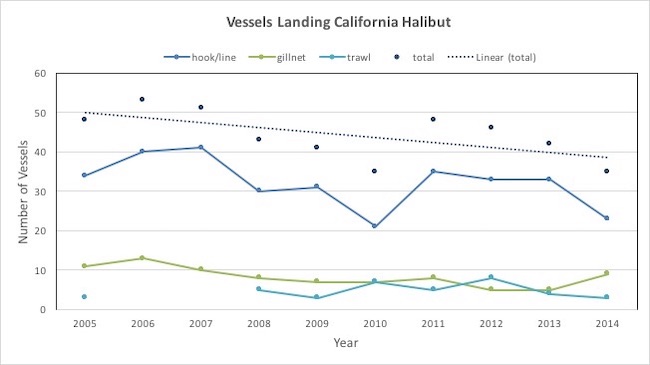 Vessels Landing California Halibut
hook/line gillnet trawl total Linear (total)
60
50
40
30
20
10
0
Number of Vessels
2005 2006 2007 2008 2009 2010 2011 2012 2013 2014
Year